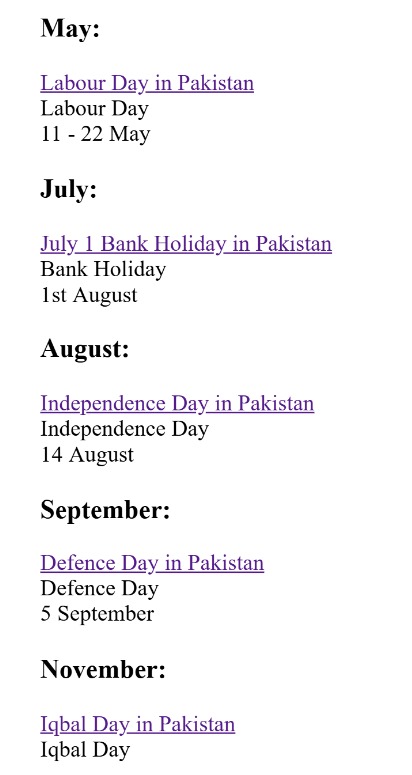 May:
Labour Day in Pakistan
Labour Day
11 - 22 May
July:
July 1 Bank Holiday in Pakistan
Bank Holiday
1st August
August:
Independence Day in Pakistan
Independence Day
14 August
September:
Defence Day in Pakistan
Defence Day
5 September
November:
Iqbal Day in Pakistan
Iqbal Day